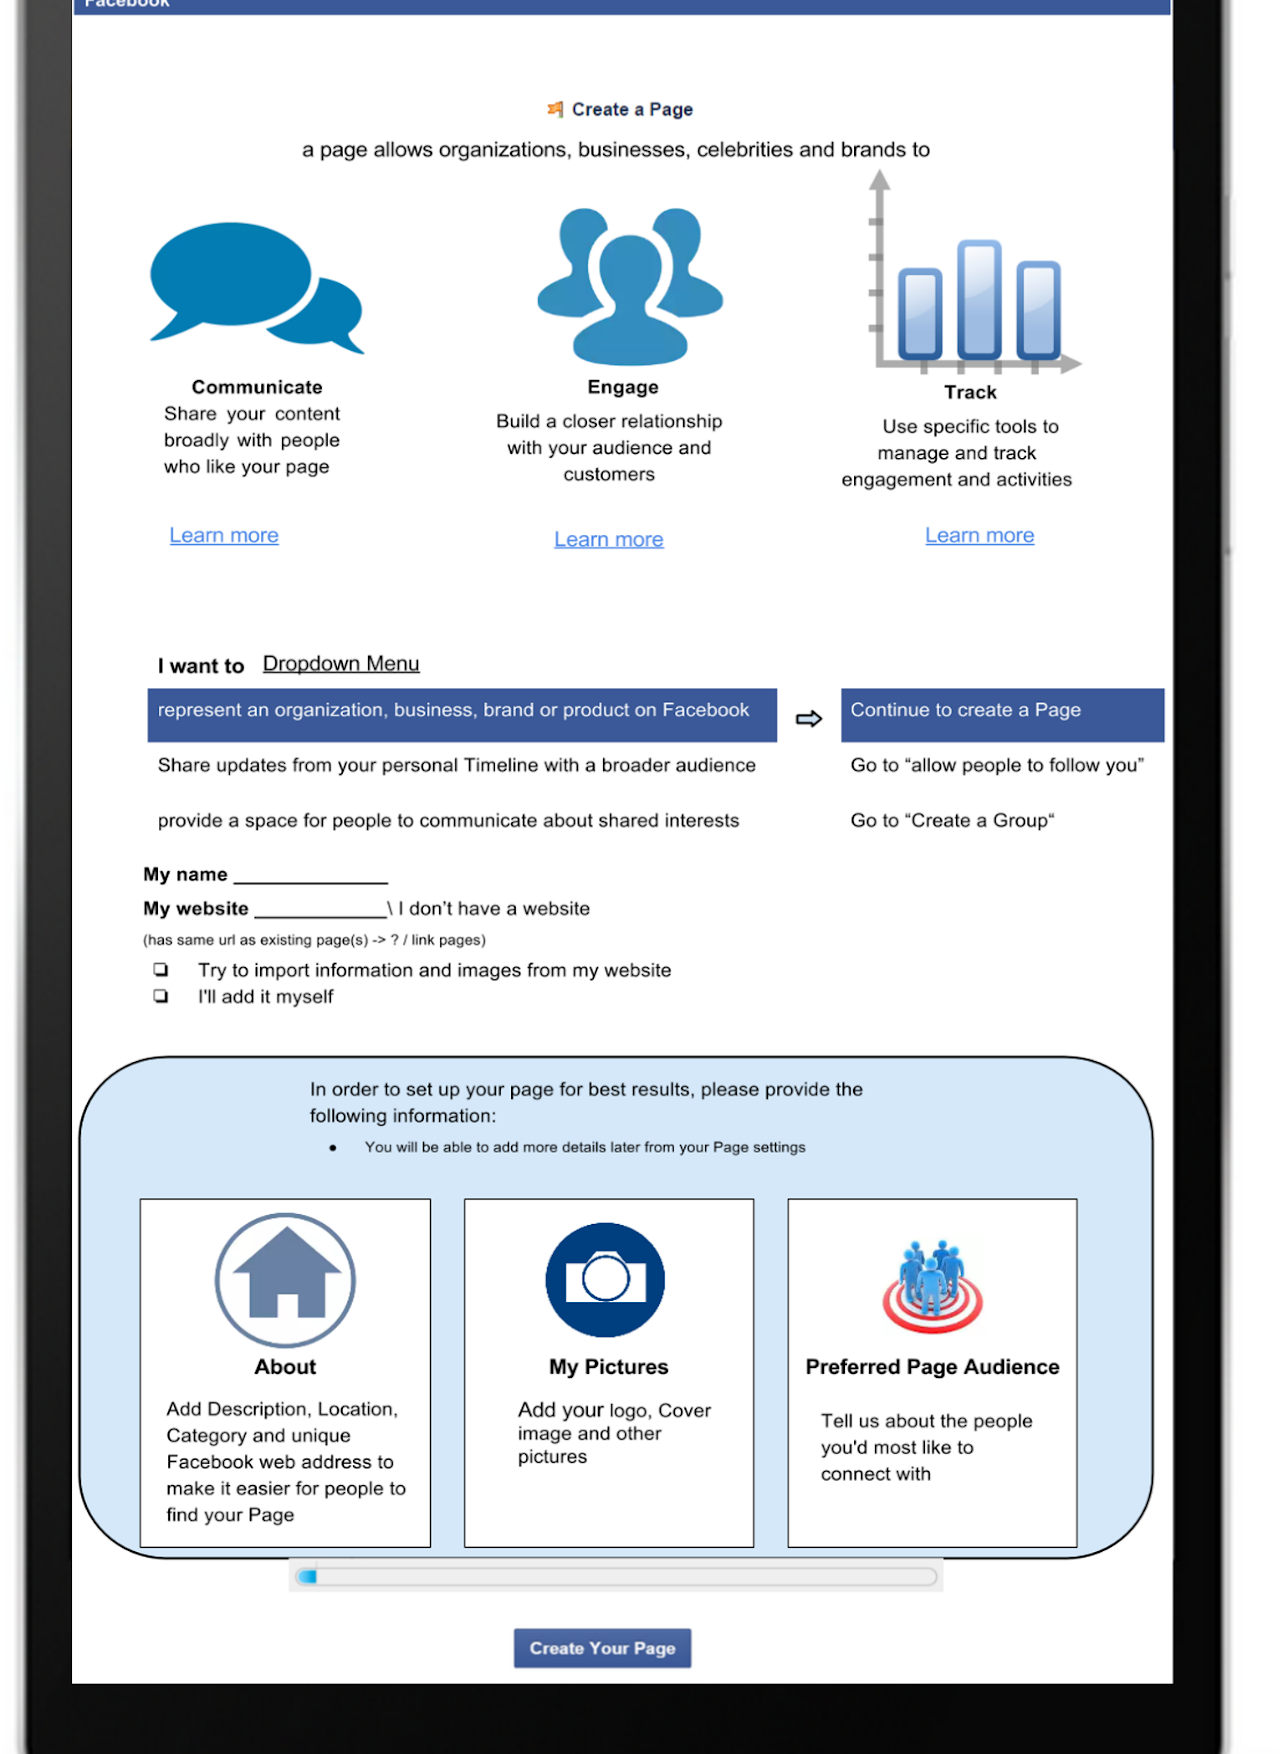 Facebook
Create a Page
a page allows organizations, businesses, celebrities and brands to
Communicate
Share your content
broadly with people
who like your page
Learn more
Engage
Build a closer relationship
with your audience and
customers
Learn more
Track
Use specific tools to
manage and track
engagement and activities
Learn more
I want to Dropdown Menu
represent an organization, business, brand or product on Facebook
Continue to create a Page
Share updates from your personal Timeline with a broader audience
Go to “allow people to follow you”
provide a space for people to communicate about shared interests
Go to “Create a Group“
My name ______________
My website ____________\ I don’t have a website
(has same url as existing page(s) -> ? / link pages)
Try to import information and images from my website
I'll add it myself
In order to set up your page for best results, please provide the
following information:
● You will be able to add more details later from your Page settings
About
Add Description, Location,
Category and unique
Facebook web address to
make it easier for people to
find your Page
My Pictures
Add your logo, Cover
image and other
pictures
Preferred Page Audience
Tell us about the people
you'd most like to
connect with
Create Your Page